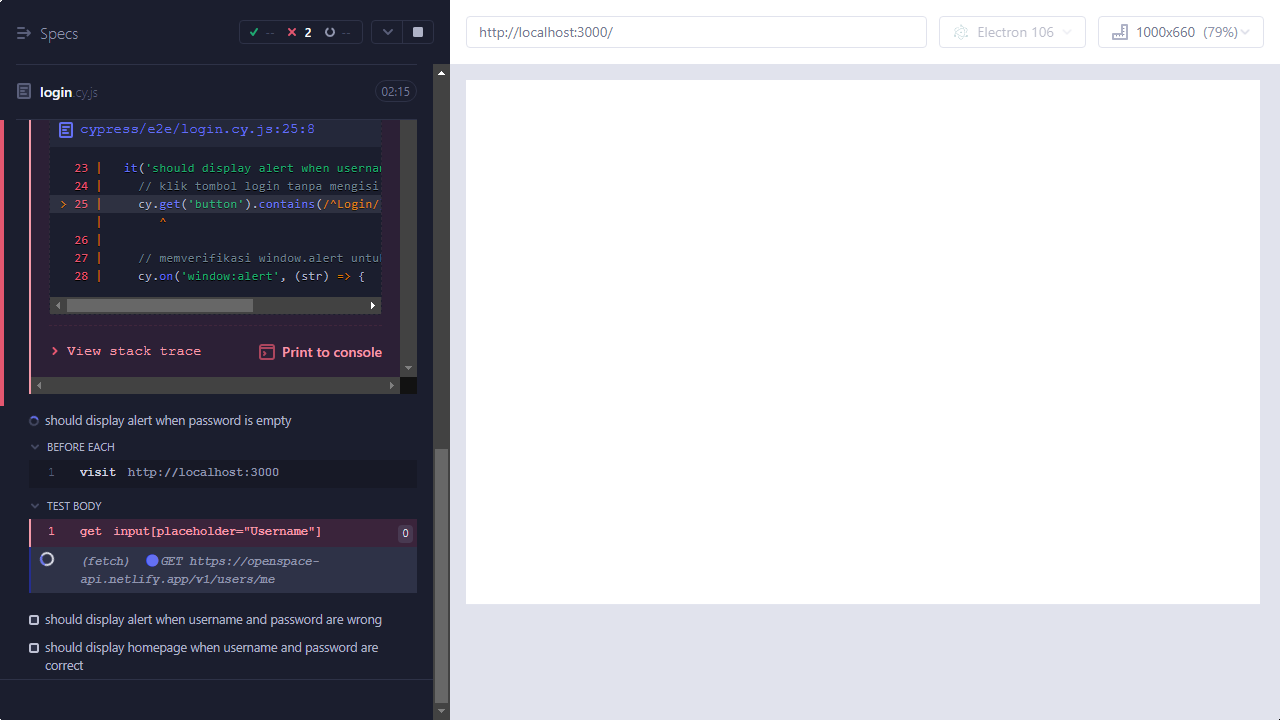 Specs
-- 2 --
http://localhost:3000/
Electron 106
1000x660 (79%)
login.cy.js
02:15
cypress/e2e/login.cy.js:25:8
23 | it('should display alert when usernam
24 | // klik tombol login tanpa mengisi
> 25 | cy.get('button').contains(/^Login/
| ^
26 |
27 | // memverifikasi window.alert untu
28 | cy.on('window:alert', (str) => {
View stack trace
Print to console
should display alert when password is empty
BEFORE EACH
1 visit http://localhost:3000
TEST BODY
1 get input[placeholder="Username"] 0
(fetch) GET https://openspace-
api.netlify.app/v1/users/me
should display alert when username and password are wrong
should display homepage when username and password are
correct